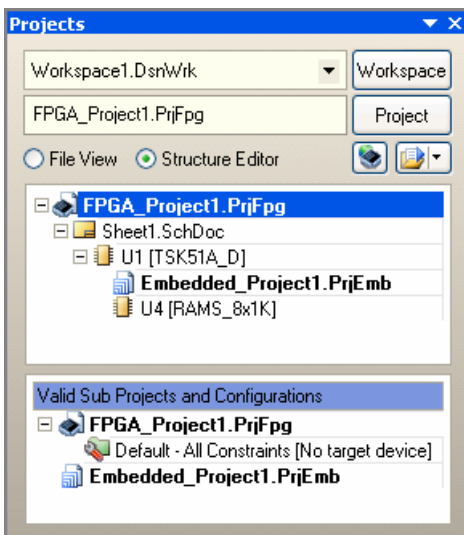 Projects
Workspace1.DsnWrk Workspace
FPGA_Project1.PrjFpg Project
File View Structure Editor
FPGA_Project1.PrjFpg
Sheet1.SchDoc
U1 [TSK51A_D]
Embedded_Project1.PrjEmb
U4 [RAMS_8x1K]
Valid Sub Projects and Configurations
FPGA_Project1.PrjFpg
Default - All Constraints [No target device]
Embedded_Project1.PrjEmb